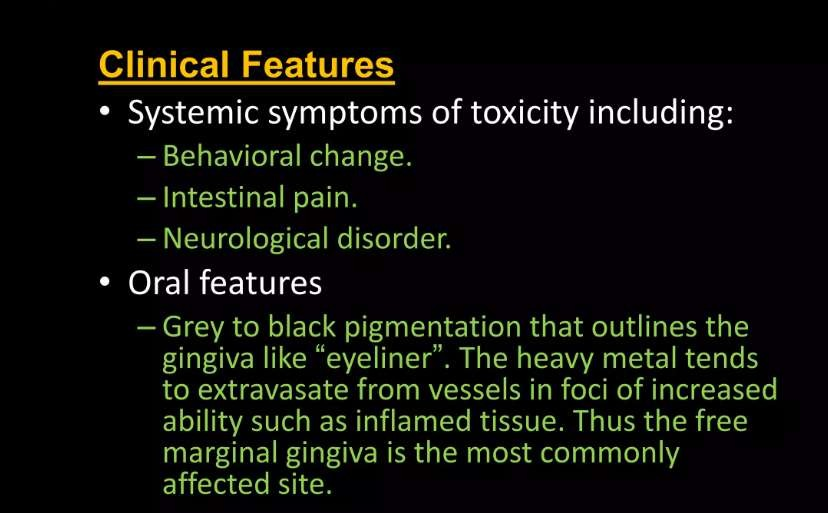 Clinical Features
• Systemic symptoms of toxicity including:
– Behavioral change.
– Intestinal pain.
– Neurological disorder.
• Oral features
– Grey to black pigmentation that outlines the
gingiva like “eyeliner”. The heavy metal tends
to extravasate from vessels in foci of increased
ability such as inflamed tissue. Thus the free
marginal gingiva is the most commonly
affected site.